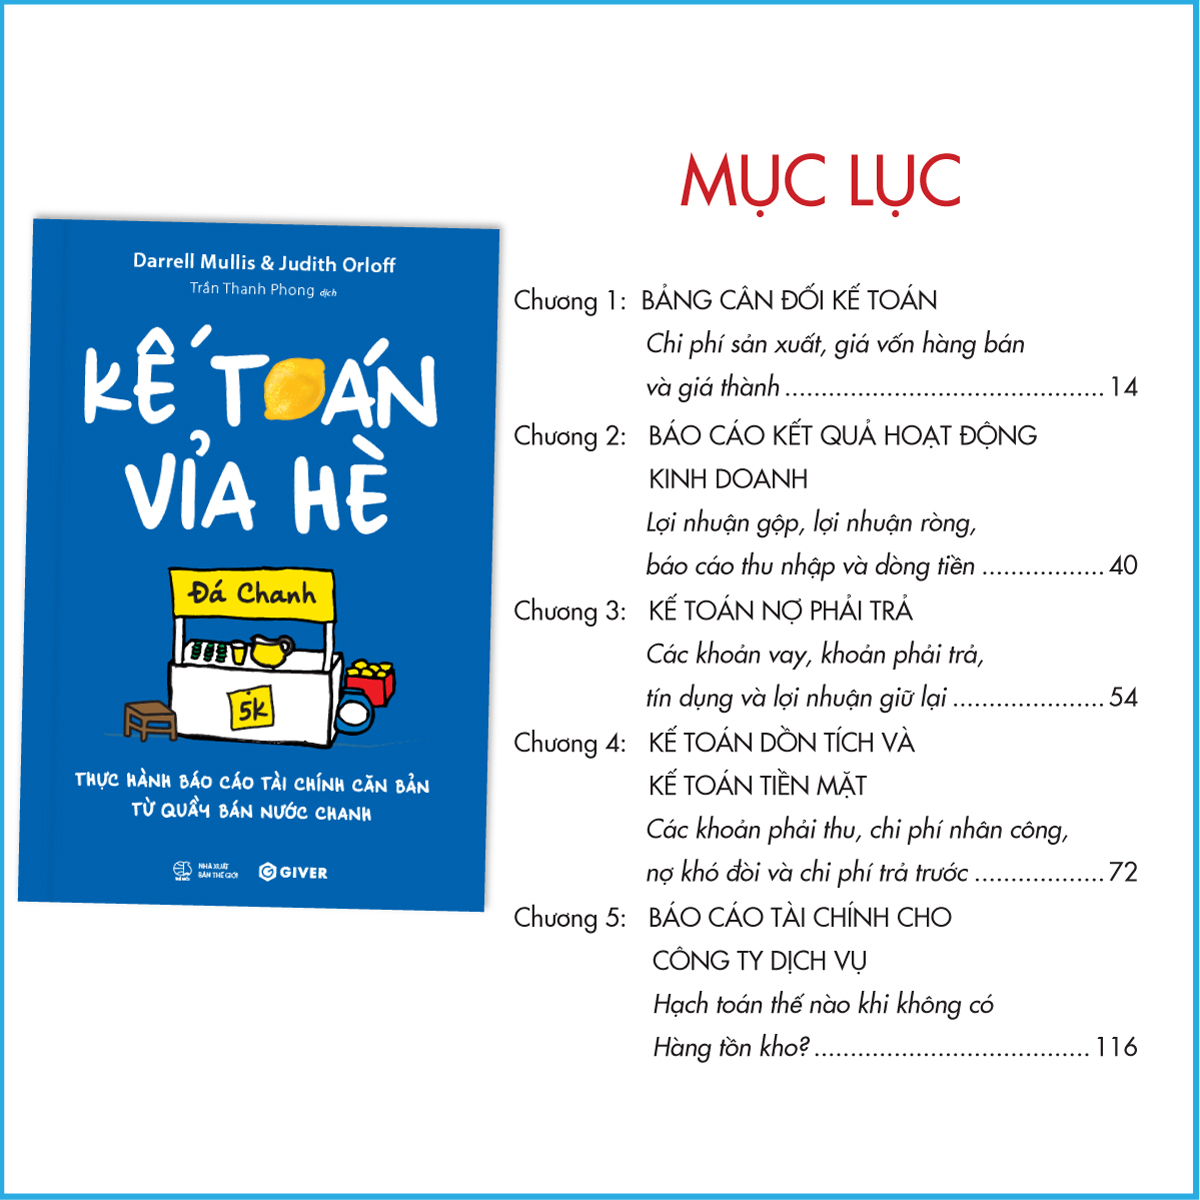 MỤC LỤC
Darrell Mullis & Judith Orloff
Trần Thanh Phong dịch
KẾ TOÁN
VỈA HÈ
Đá Chanh
5K
THỰC HÀNH BÁO CÁO TÀI CHÍNH CĂN BẢN
TỪ QUẦY BÁN NƯỚC CHANH
THẾ GIỚI
NHÀ XUẤT
BẢN THẾ GIỚI
GIVER
Chương 1: BẢNG CÂN ĐỐI KẾ TOÁN
Chi phí sản xuất, giá vốn hàng bán
và giá thành ............................................ 14
Chương 2: BÁO CÁO KẾT QUẢ HOẠT ĐỘNG
KINH DOANH
Lợi nhuận gộp, lợi nhuận ròng,
báo cáo thu nhập và dòng tiền ................. 40
Chương 3: KẾ TOÁN NỢ PHẢI TRẢ
Các khoản vay, khoản phải trả,
tín dụng và lợi nhuận giữ lại ..................... 54
Chương 4: KẾ TOÁN DỒN TÍCH VÀ
KẾ TOÁN TIỀN MẶT
Các khoản phải thu, chi phí nhân công,
nợ khó đòi và chi phí trả trước .................. 72
Chương 5: BÁO CÁO TÀI CHÍNH CHO
CÔNG TY DỊCH VỤ
Hạch toán thế nào khi không có
Hàng tồn kho? ...................................... 116